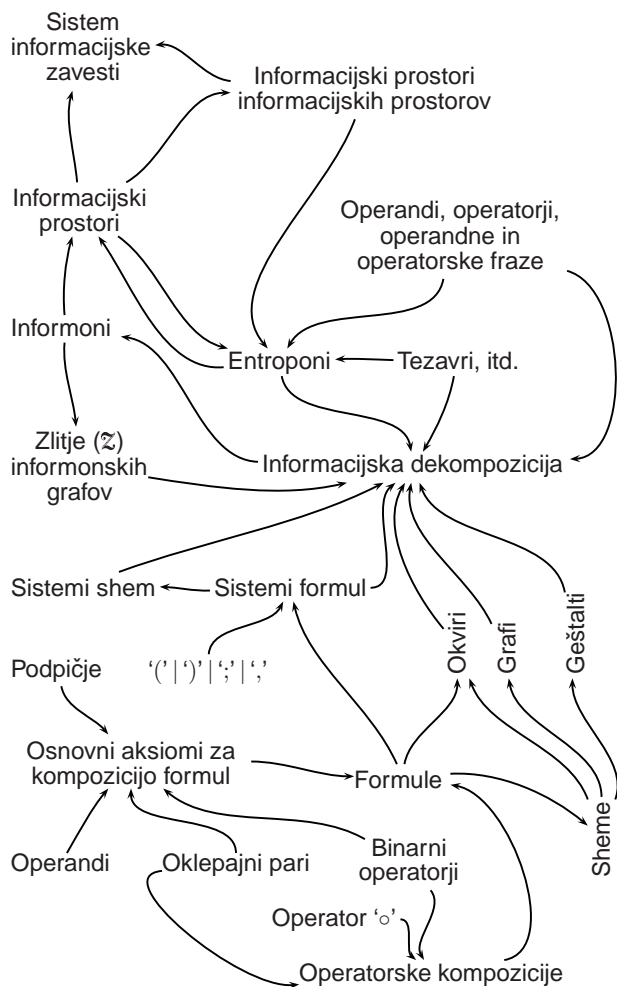 Sistem
informacijske
zavesti
Informacijski prostori
informacijskih prostorov
Informacijski
prostori
Operandi, operatorji,
operandne in
operatorske fraze
Informoni
Entroponi
Tezavri, itd.
Zlitje (ℨ)
informonskih
grafov
Informacijska dekompozicija
Sistemi shem
Sistemi formul
Okviri
Grafi
Geštalti
Podpičje
‘(’ | ‘)’ | ‘;’ | ‘,’
Osnovni aksiomi za
kompozicijo formul
Formule
Sheme
Operandi
Oklepajni pari
Binarni
operatorji
Operator ‘○’
Operatorske kompozicije